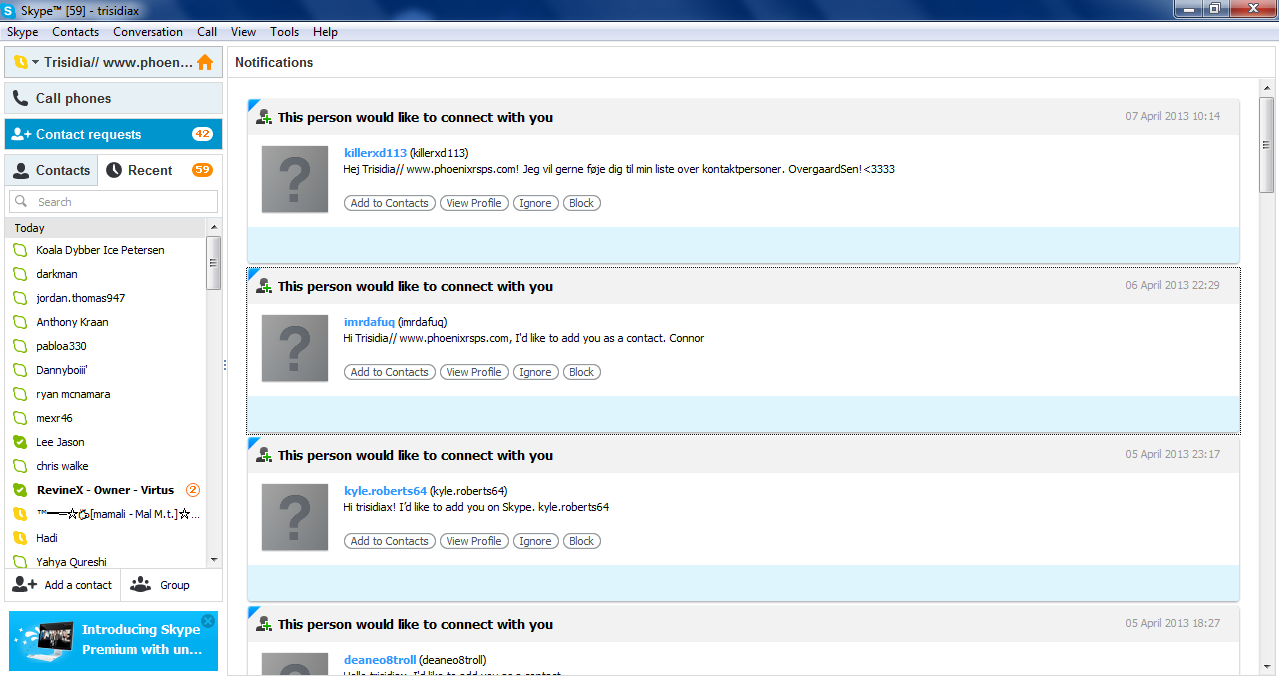 Skype™ [59] - trisidiax
Skype Contacts Conversation Call View Tools Help
Trisidia// www.phoen...
Call phones
Contact requests 42
Contacts Recent 59
Search
Today
Koala Dybber Ice Petersen
darkman
jordan.thomas947
Anthony Kraan
pabloa330
Dannyboiii'
ryan mcnamara
mexr46
Lee Jason
chris walke
RevineX - Owner - Virtus 2
[mamali - Mal M.t.]☆...
Hadi
Yahya Qureshi
Add a contact Group
Introducing Skype
Premium with un...
Notifications
This person would like to connect with you 07 April 2013 10:14
killerxd113 (killerxd113)
Hej Trisidia// www.phoenixrsps.com! Jeg vil gerne føje dig til min liste over kontaktpersoner. OvergaardSen!<3333
Add to Contacts View Profile Ignore Block
This person would like to connect with you 06 April 2013 22:29
imrdafuq (imrdafuq)
Hi Trisidia// www.phoenixrsps.com, I'd like to add you as a contact. Connor
Add to Contacts View Profile Ignore Block
This person would like to connect with you 05 April 2013 23:17
kyle.roberts64 (kyle.roberts64)
Hi trisidiax! I'd like to add you on Skype. kyle.roberts64
Add to Contacts View Profile Ignore Block
This person would like to connect with you 05 April 2013 18:27
deaneo8troll (deaneo8troll)
Hello trisidiax, I'd like to add you as a contact.